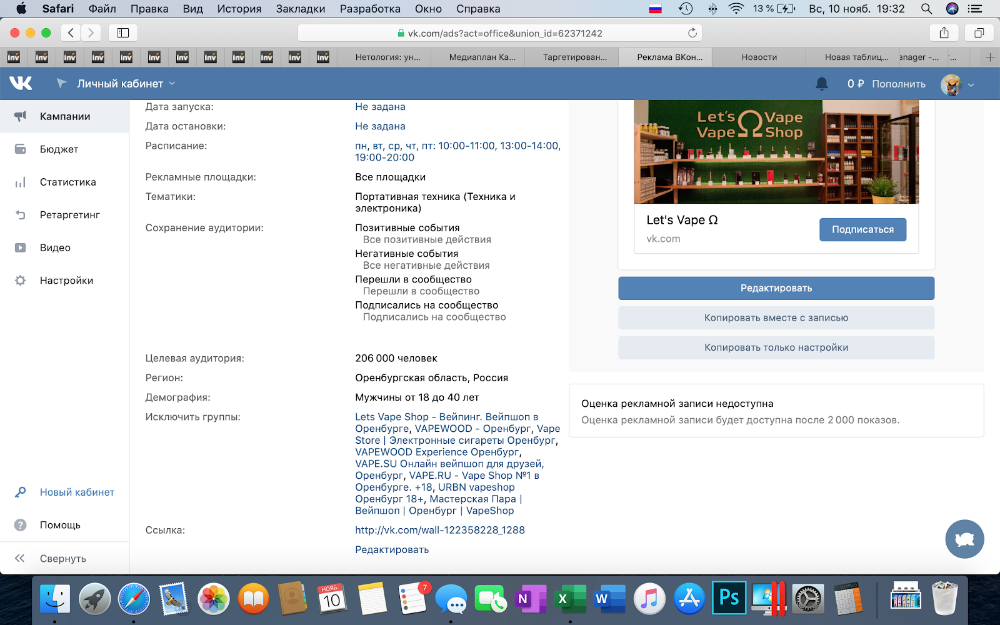 Safari Файл Правка Вид История Закладки Разработка Окно Справка 13 % Вс, 10 нояб. 19:32
vk.com/ads?act=office&union_id=62371242
Inv Inv Inv Inv Inv Inv Inv Inv Inv Inv Inv Inv Нетология: ун... Медиаплан Ка... Таргетирован... Реклама ВКон... Новости Новая таблиц... anager -... ...
Личный кабинет 0 ₽ Пополнить
Кампании
Бюджет
Статистика
Ретаргетинг
Видео
Настройки
Новый кабинет
Помощь
Свернуть
Дата запуска: Не задана
Дата остановки: Не задана
Расписание: пн, вт, ср, чт, пт: 10:00-11:00, 13:00-14:00,
19:00-20:00
Рекламные площадки: Все площадки
Тематики: Портативная техника (Техника и
электроника)
Сохранение аудитории: Позитивные события
Все позитивные действия
Негативные события
Все негативные действия
Перешли в сообщество
Перешли в сообщество
Подписались на сообщество
Подписались на сообщество
Целевая аудитория: 206 000 человек
Регион: Оренбургская область, Россия
Демография: Мужчины от 18 до 40 лет
Исключить группы: Lets Vape Shop - Вейпинг. Вейпшоп в
Оренбурге, VAPEWOOD - Оренбург, Vape
Store | Электронные сигареты Оренбург,
VAPEWOOD Experience Оренбург,
VAPE.SU Онлайн вейпшоп для друзей,
Оренбург, VAPE.RU - Vape Shop №1 в
Оренбурге. +18, URBN vapeshop
Оренбург 18+, Мастерская Пара |
Вейпшоп | Оренбург | VapeShop
Ссылка: http://vk.com/wall-122358228_1288
Редактировать
Let's Ω Vape
Vape Shop
Let's Vape Ω
vk.com
Подписаться
Редактировать
Копировать вместе с записью
Копировать только настройки
Оценка рекламной записи недоступна
Оценка рекламной записи будет доступна после 2 000 показов.
НОЯБ.
10
7
N X W Ps